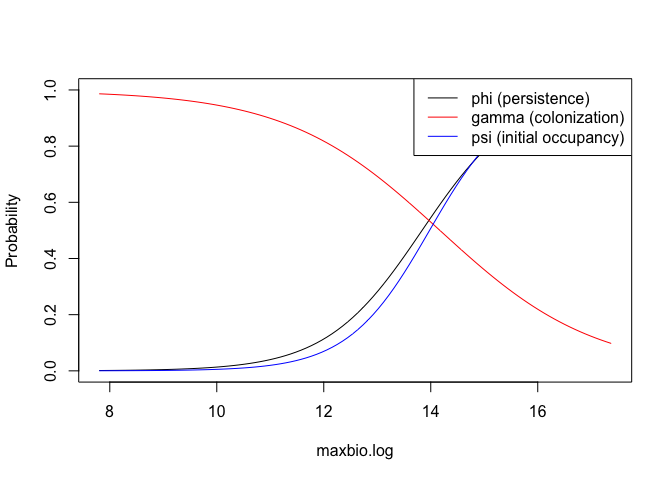 phi (persistence)
gamma (colonization)
psi (initial occupancy)
Probability
1.0
0.8
0.6
0.4
0.2
0.0
8 10 12 14 16
maxbio.log